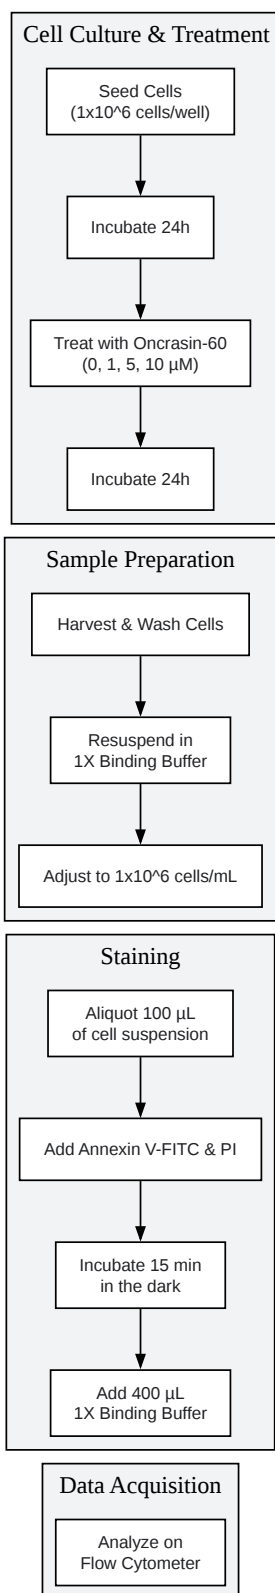 Cell Culture & Treatment
Seed Cells
(1x10^6 cells/well)
Incubate 24h
Treat with Oncrasin-60
(0, 1, 5, 10 µM)
Incubate 24h
Sample Preparation
Harvest & Wash Cells
Resuspend in
1X Binding Buffer
Adjust to 1x10^6 cells/mL
Staining
Aliquot 100 µL
of cell suspension
Add Annexin V-FITC & PI
Incubate 15 min
in the dark
Add 400 µL
1X Binding Buffer
Data Acquisition
Analyze on
Flow Cytometer